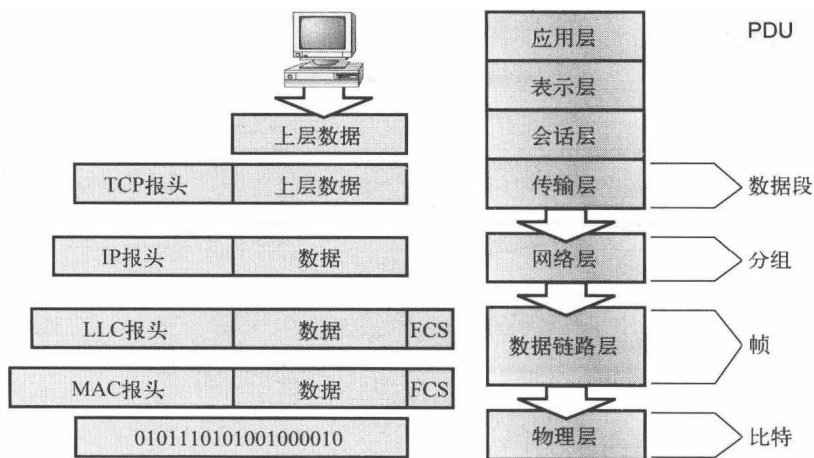 应用层
PDU
表示层
上层数据
会话层
TCP报头 上层数据
传输层
数据段
IP报头 数据
网络层
分组
LLC报头 数据 FCS
数据链路层
帧
MAC报头 数据 FCS
01011101010010000​10
物理层
比特